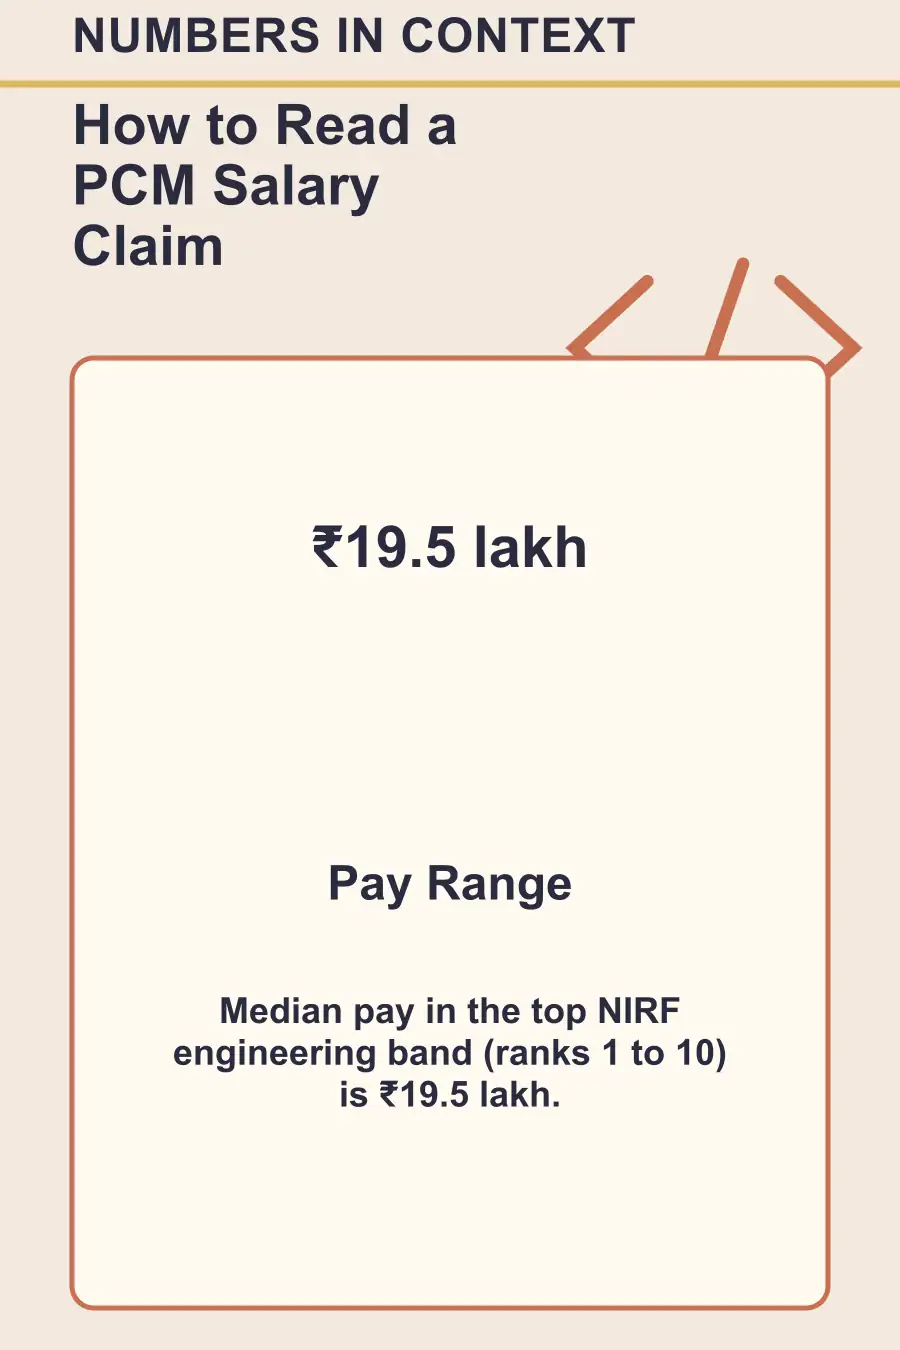 NUMBERS IN CONTEXT
How to Read a
PCM Salary
Claim
₹19.5 lakh
Pay Range
Median pay in the top NIRF
engineering band (ranks 1 to 10)
is ₹19.5 lakh.